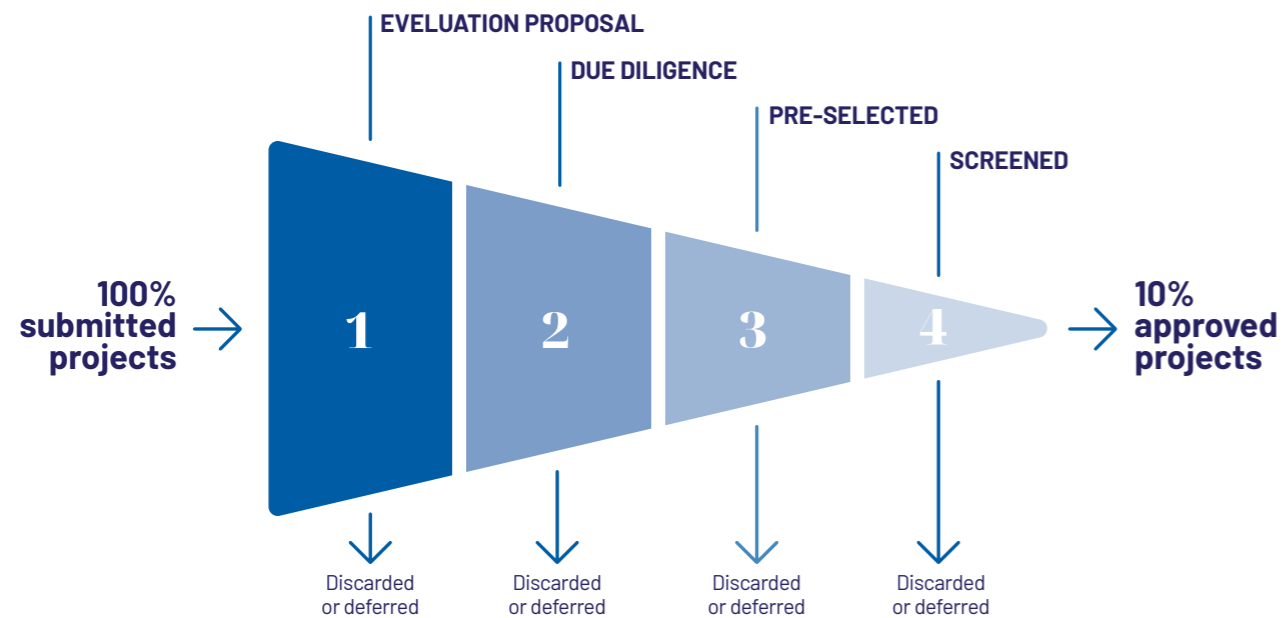 EVELUATION PROPOSAL
DUE DILIGENCE
PRE-SELECTED
SCREENED
100%
submitted
projects
1
2
3
4
10%
approved
projects
Discarded
or deferred
Discarded
or deferred
Discarded
or deferred
Discarded
or deferred